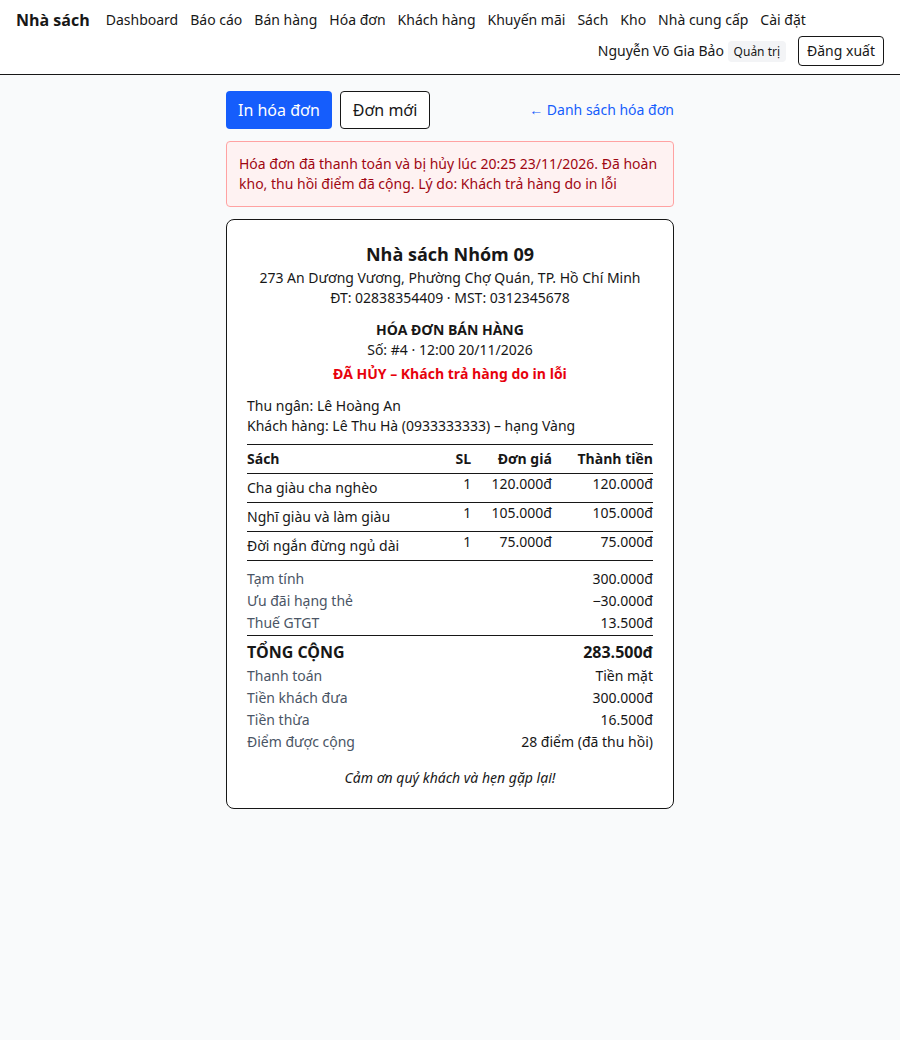 Nhà sách Dashboard Báo cáo Bán hàng Hóa đơn Khách hàng Khuyến mãi Sách Kho Nhà cung cấp Cài đặt
Nguyễn Võ Gia Bảo Quản trị Đăng xuất
In hóa đơn Đơn mới ← Danh sách hóa đơn
Hóa đơn đã thanh toán và bị hủy lúc 20:25 23/11/2026. Đã hoàn
kho, thu hồi điểm đã cộng. Lý do: Khách trả hàng do in lỗi
Nhà sách Nhóm 09
273 An Dương Vương, Phường Chợ Quán, TP. Hồ Chí Minh
ĐT: 02838354409 · MST: 0312345678
HÓA ĐƠN BÁN HÀNG
Số: #4 · 12:00 20/11/2026
ĐÃ HỦY – Khách trả hàng do in lỗi
Thu ngân: Lê Hoàng An
Khách hàng: Lê Thu Hà (0933333333) – hạng Vàng
Sách SL Đơn giá Thành tiền
Cha giàu cha nghèo 1 120.000đ 120.000đ
Nghĩ giàu và làm giàu 1 105.000đ 105.000đ
Đời ngắn đừng ngủ dài 1 75.000đ 75.000đ
Tạm tính 300.000đ
Ưu đãi hạng thẻ −30.000đ
Thuế GTGT 13.500đ
TỔNG CỘNG 283.500đ
Thanh toán Tiền mặt
Tiền khách đưa 300.000đ
Tiền thừa 16.500đ
Điểm được cộng 28 điểm (đã thu hồi)
Cảm ơn quý khách và hẹn gặp lại!